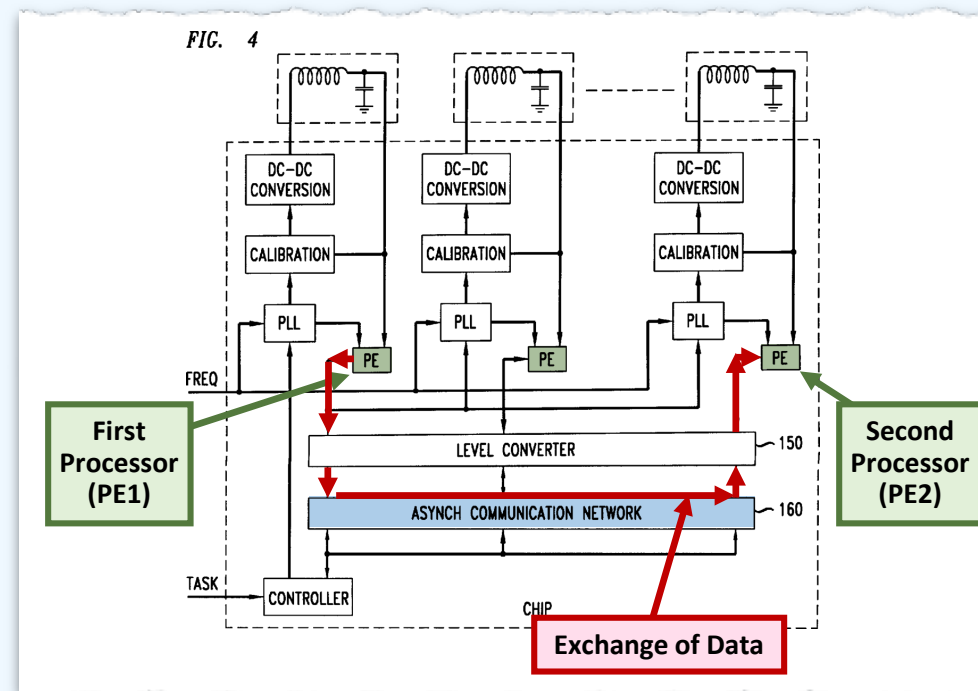 FIG. 4
DC-DC
CONVERSION
DC-DC
CONVERSION
DC-DC
CONVERSION
CALIBRATION
CALIBRATION
CALIBRATION
PLL
PLL
PLL
PE
PE
PE
FREQ
First
Processor
(PE1)
Second
Processor
(PE2)
LEVEL CONVERTER
150
ASYNCH COMMUNICATION NETWORK
160
TASK
CONTROLLER
CHIP
Exchange of Data